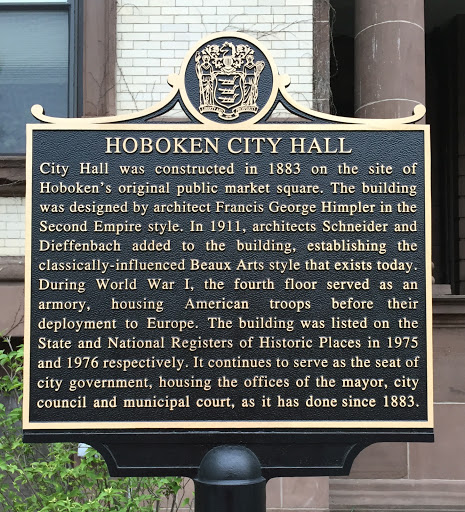 HOBOKEN CITY HALL
City Hall was constructed in 1883 on the site of
Hoboken's original public market square. The building
was designed by architect Francis George Himpler in the
Second Empire style. In 1911, architects Schneider and
Dieffenbach added to the building, establishing the
classically-influenced Beaux Arts style that exists today.
During World War I, the fourth floor served as an
armory, housing American troops before their
deployment to Europe. The building was listed on the
State and National Registers of Historic Places in 1975
and 1976 respectively. It continues to serve as the seat of
city government, housing the offices of the mayor, city
council and municipal court, as it has done since 1883.